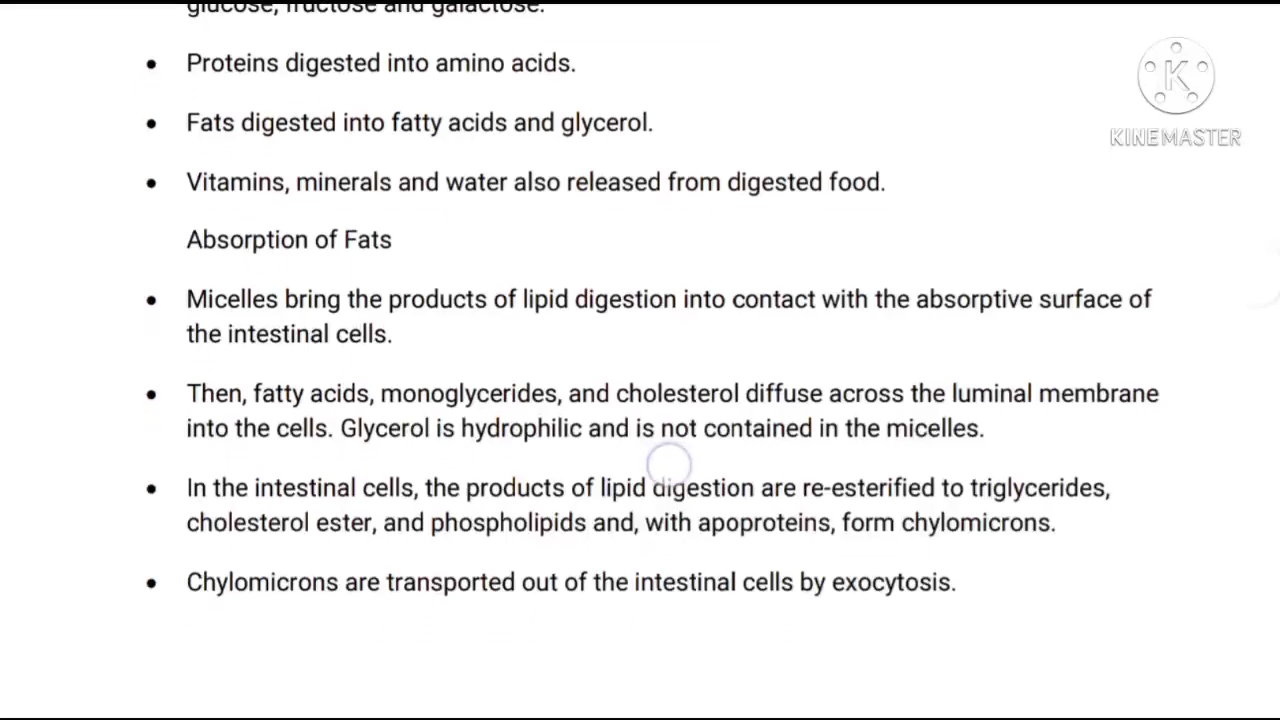 glucose, fructose and galactose.
• Proteins digested into amino acids.
• Fats digested into fatty acids and glycerol.
• Vitamins, minerals and water also released from digested food.
Absorption of Fats
• Micelles bring the products of lipid digestion into contact with the absorptive surface of
the intestinal cells.
• Then, fatty acids, monoglycerides, and cholesterol diffuse across the luminal membrane
into the cells. Glycerol is hydrophilic and is not contained in the micelles.
• In the intestinal cells, the products of lipid digestion are re-esterified to triglycerides,
cholesterol ester, and phospholipids and, with apoproteins, form chylomicrons.
• Chylomicrons are transported out of the intestinal cells by exocytosis.
K
KINEMASTER